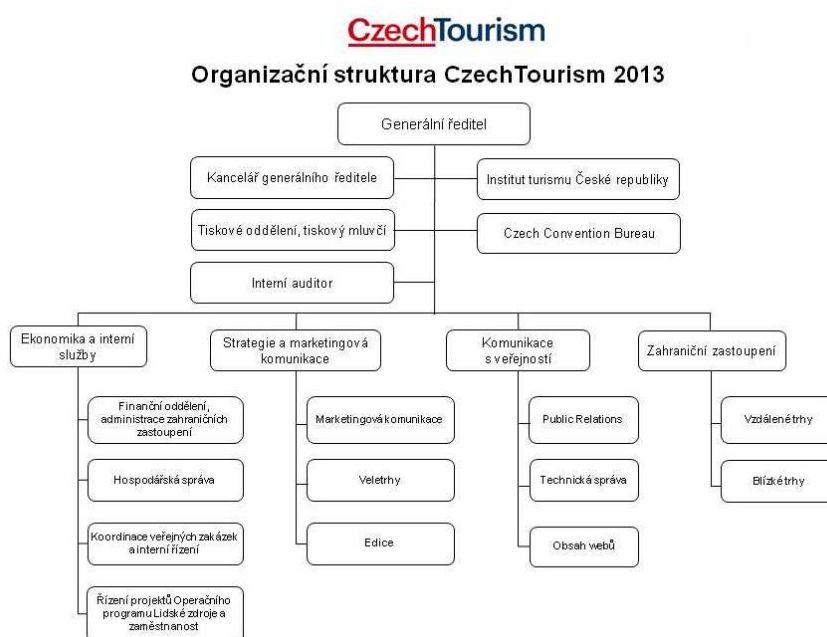 CzechTourism
Organizační struktura CzechTourism 2013
Generální ředitel
Kancelář generálního ředitele
Institut turismu České republiky
Tiskové oddělení, tiskový mluvčí
Czech Convention Bureau
Interní auditor
Ekonomika a interní
služby
Strategie a marketingová
komunikace
Komunikace
s veřejností
Zahraniční zastoupení
Finanční oddělení,
administrace zahraničních
zastoupení
Marketingová komunikace
Public Relations
Vzdálené trhy
Hospodářská správa
Veletrhy
Technická správa
Blízké trhy
Koordinace veřejných zakázek
a interní řízení
Edice
Obsah webů
Řízení projektů Operačního
programu Lidské zdroje a
zaměstnanost